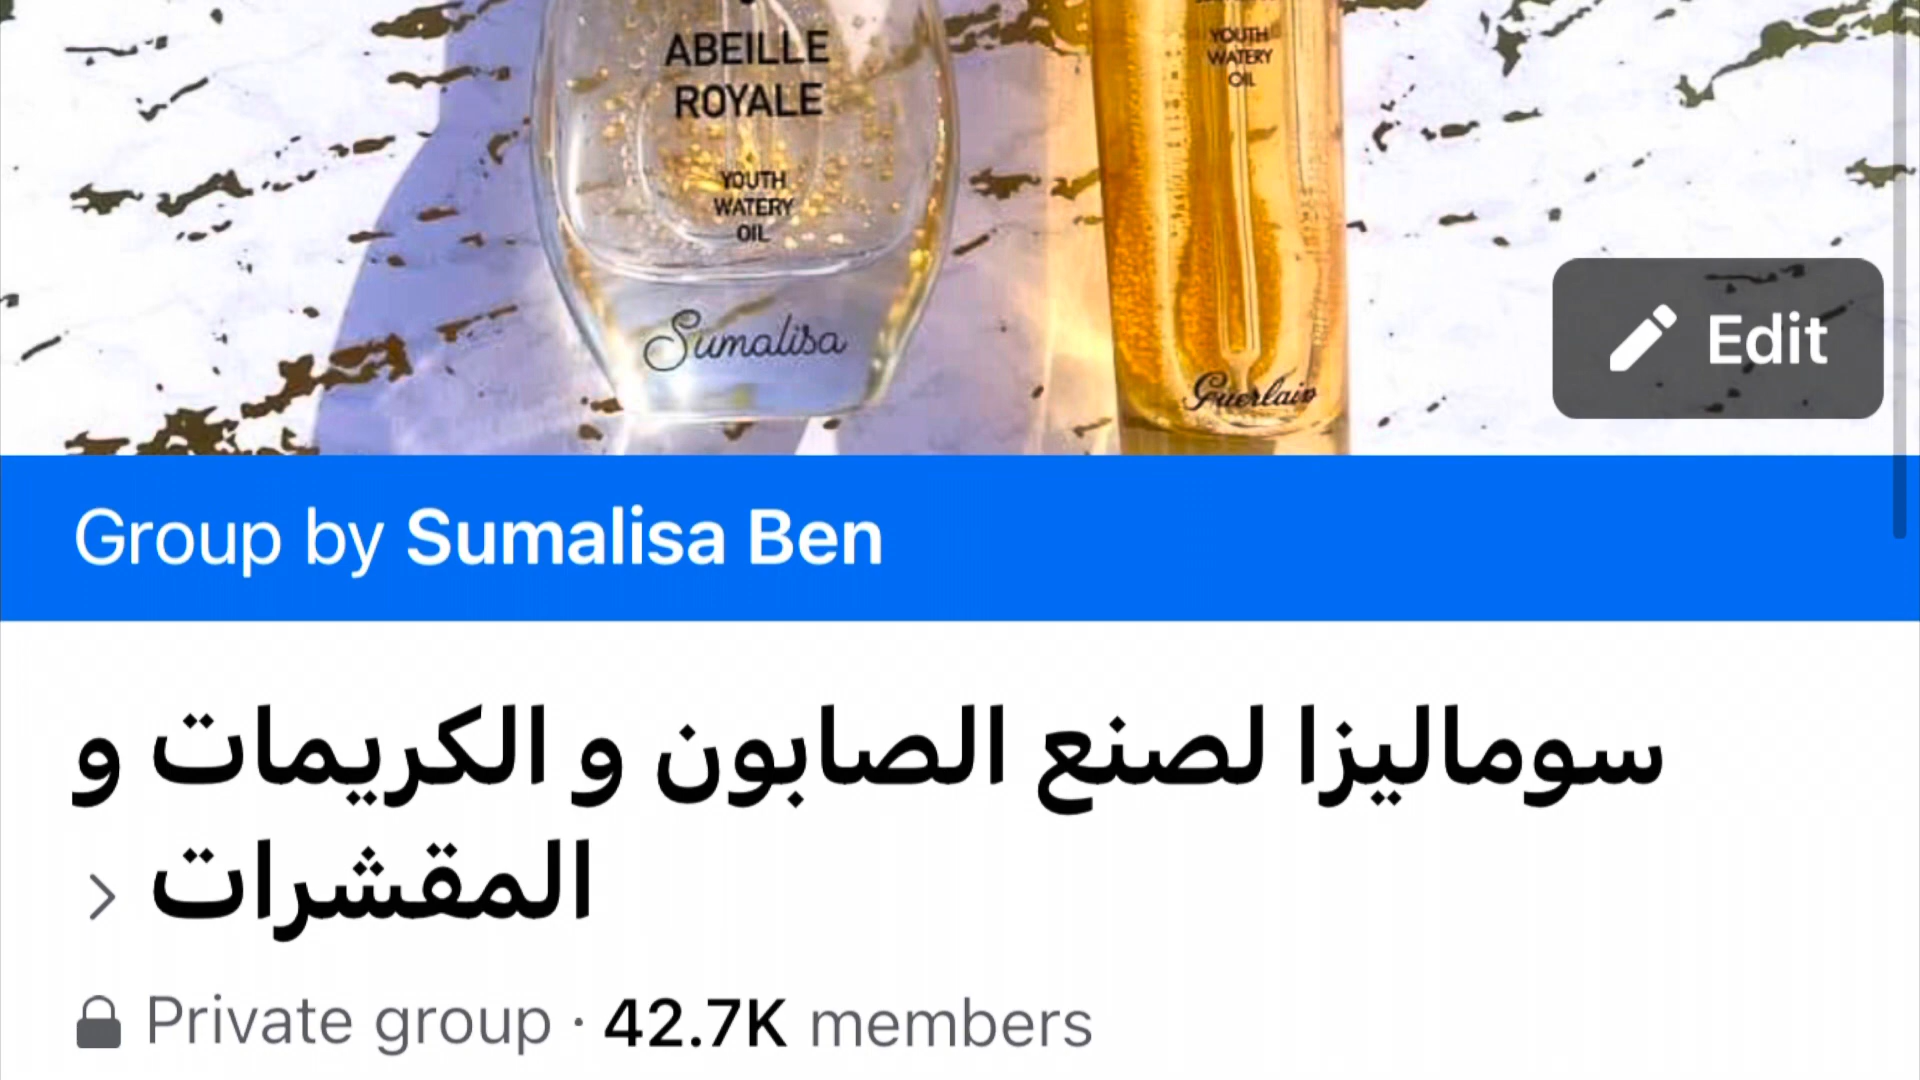 ABEILLE
ROYALE
YOUTH
WATERY
OIL
Sumalisa
YOUTH
WATERY
OIL
Guerlain
Edit
Group by Sumalisa Ben
سوماليزا لصنع الصابون و الكريمات و
المقشرات
Private group · 42.7K members